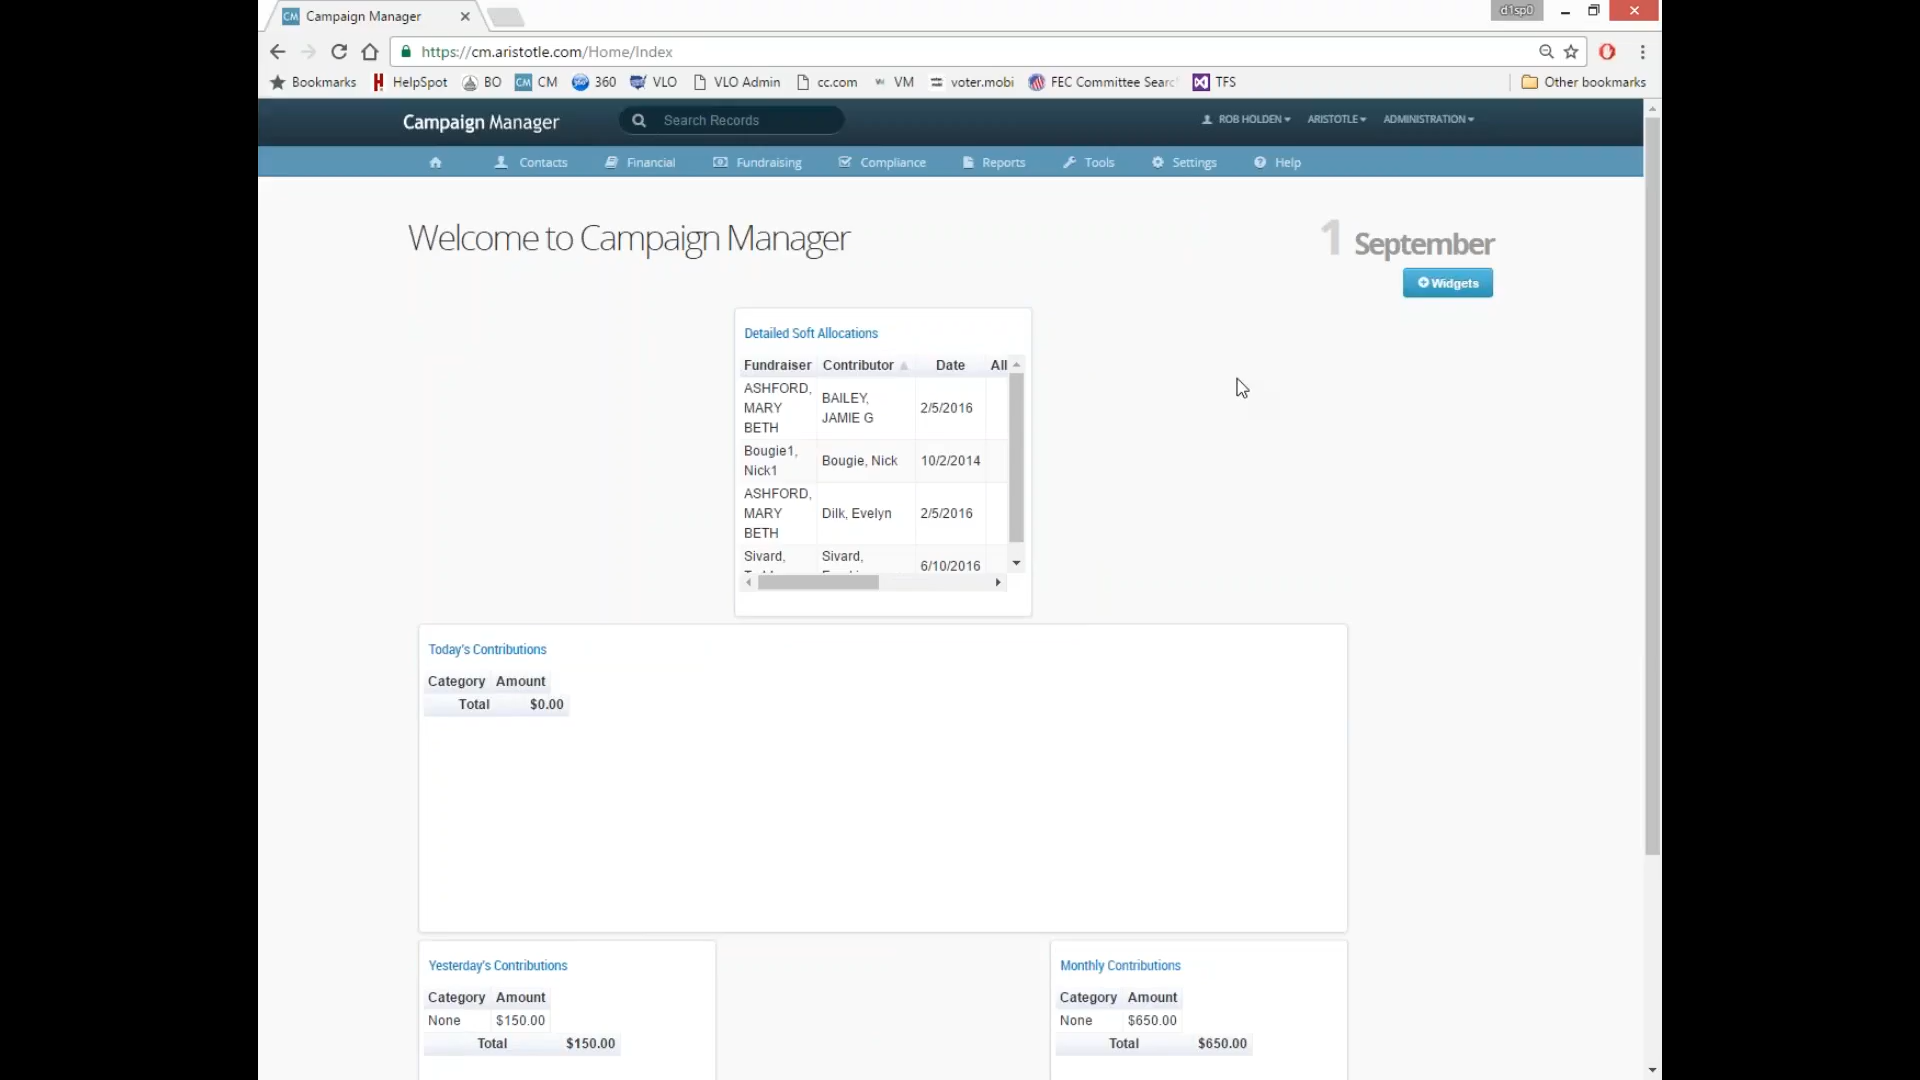 Campaign Manager
d1sp0
https://cm.aristotle.com/Home/Index
Bookmarks HelpSpot BO CM CM 360 VLO VLO Admin cc.com VM voter.mobi FEC Committee Searc TFS Other bookmarks
Campaign Manager Search Records ROB HOLDEN ARISTOTLE ADMINISTRATION
Contacts Financial Fundraising Compliance Reports Tools Settings Help
Welcome to Campaign Manager
1 September
Widgets
Detailed Soft Allocations
Fundraiser Contributor Date All
ASHFORD, MARY BETH BAILEY, JAMIE G 2/5/2016
Bougie1, Nick1 Bougie, Nick 10/2/2014
ASHFORD, MARY BETH Dilk, Evelyn 2/5/2016
Sivard, Sivard, 6/10/2016
Today's Contributions
Category Amount
Total $0.00
Yesterday's Contributions
Category Amount
None $150.00
Total $150.00
Monthly Contributions
Category Amount
None $650.00
Total $650.00